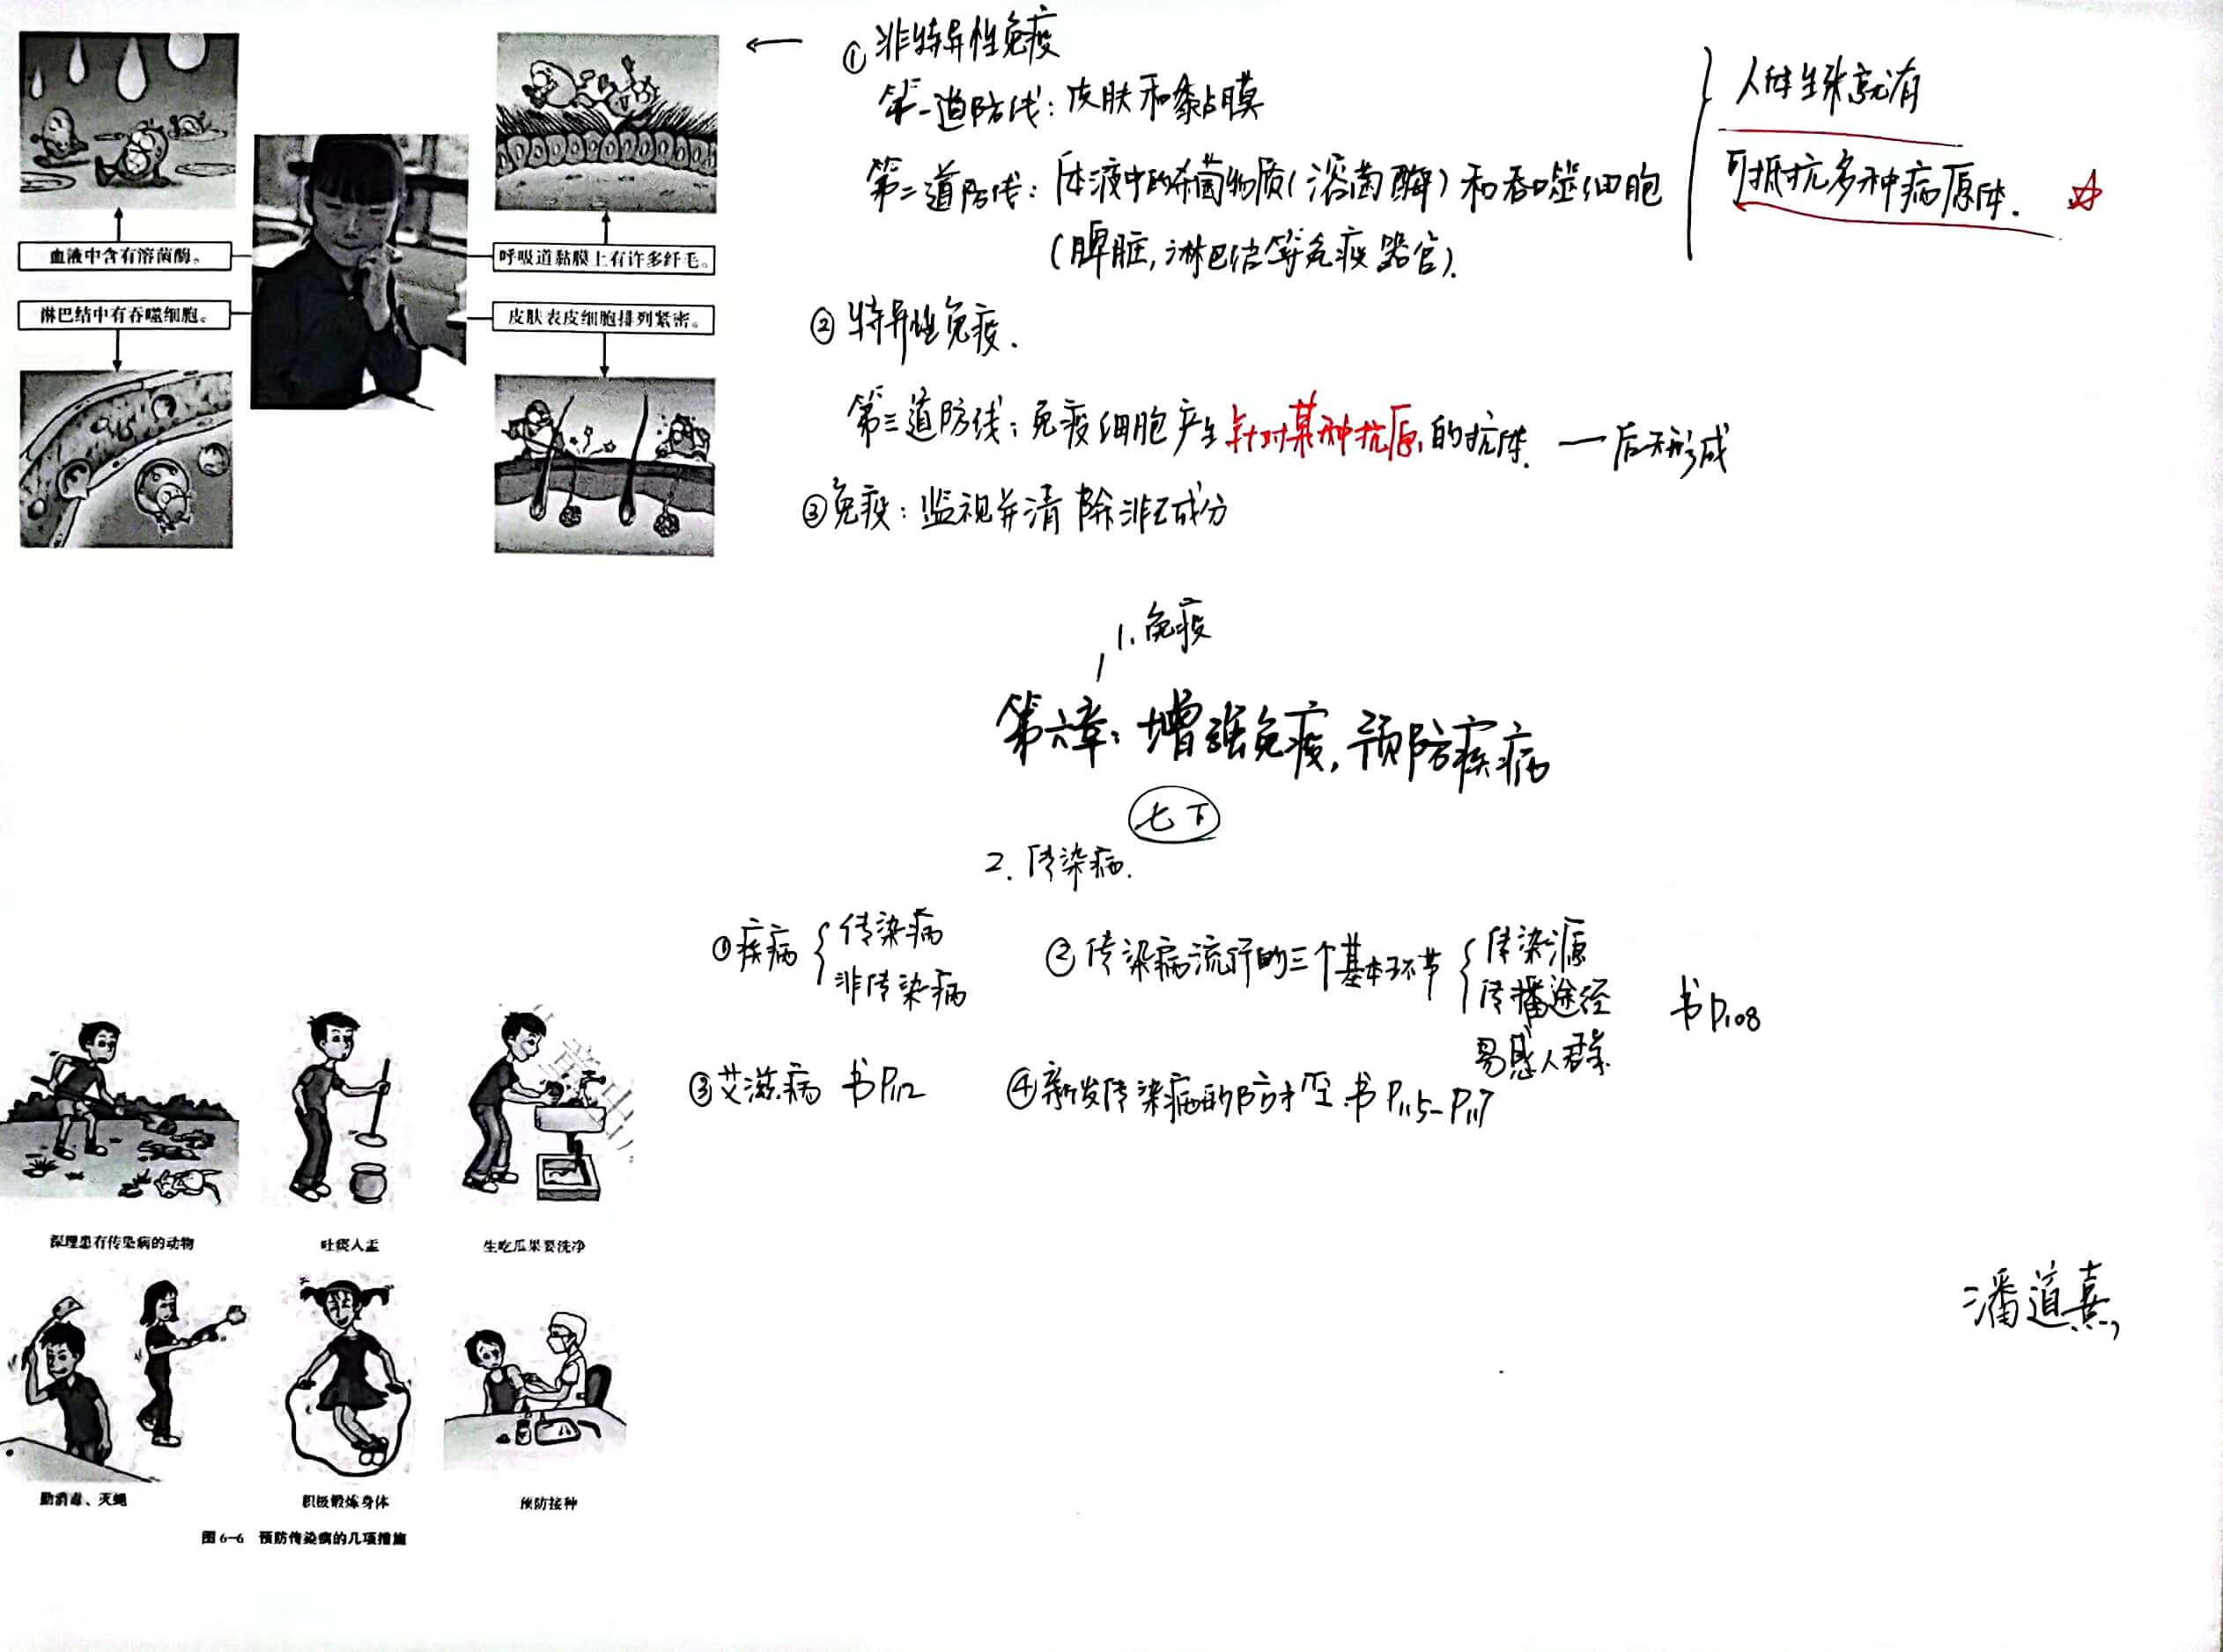 血液中含有溶菌酶。
呼吸道黏膜上有许多纤毛。
淋巴结中有吞噬细胞。
皮肤表皮细胞排列紧密。
← ①非特异性免疫
第一道防线：皮肤和黏膜
第二道防线：体液中的杀菌物质（溶菌酶）和吞噬细胞
（脾脏，淋巴结等免疫器官）.
人体生来就有
可抵抗多种病原体. ☆
②特异性免疫.
第三道防线：免疫细胞产生针对某种抗原的抗体. 一后天形成
③免疫：监视并清除非己成分
1. 免疫
第六章：增强免疫,预防疾病
七下
2. 传染病.
①疾病{传染病
非传染病
②传染病流行的三个基本环节{传染源
传播途径
易感人群
书P108
③艾滋病 书P112
④新发传染病的防控.书P115-P117
深埋患有传染病的动物
吐痰入盂
生吃瓜果要洗净
勤消毒、灭蝇
积极锻炼身体
预防接种
图6-6 预防传染病的几项措施
潘道熹